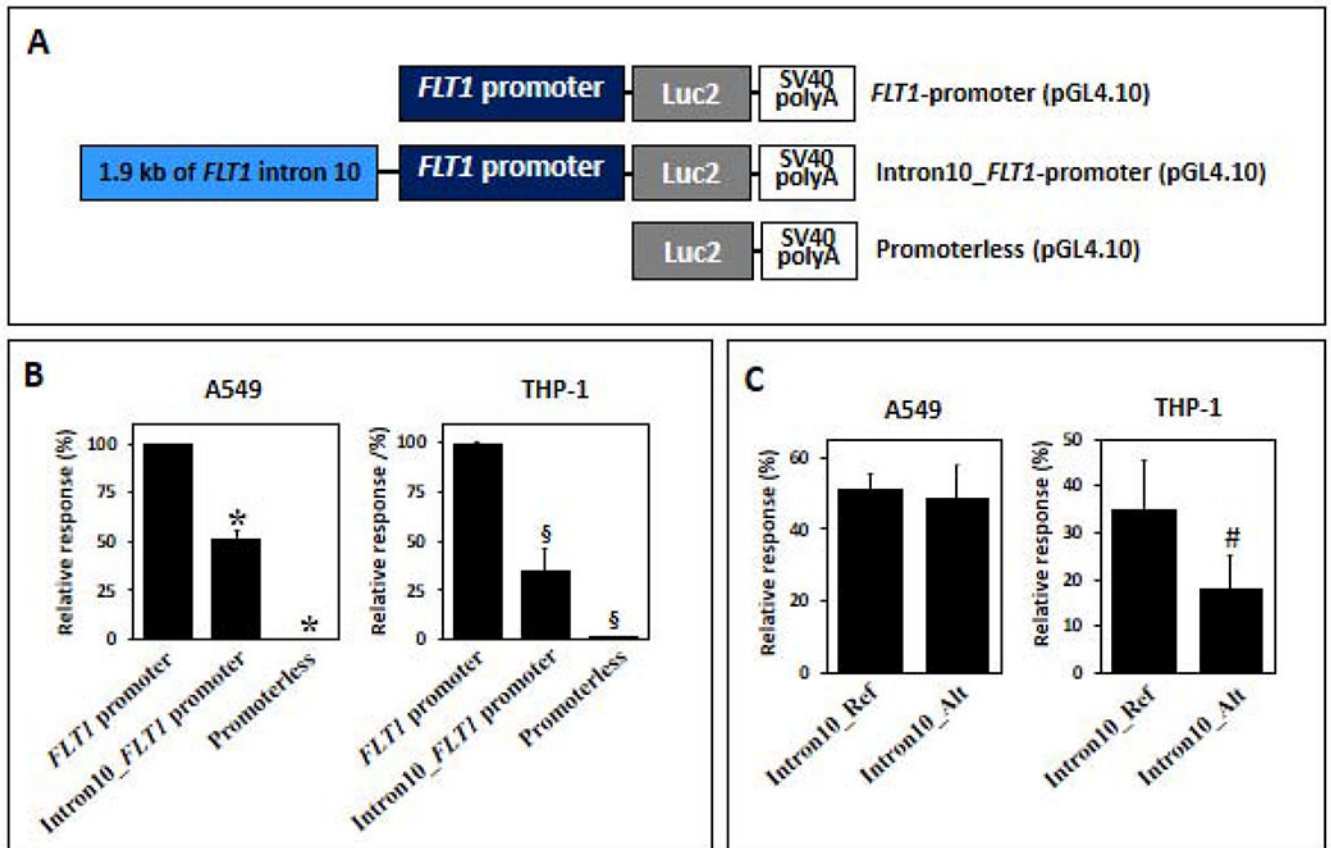 A
FLT1 promoter
Luc2
SV40
polyA
FLT1-promoter (pGL4.10)
1.9 kb of FLT1 intron 10
FLT1 promoter
Luc2
SV40
polyA
Intron10_FLT1-promoter (pGL4.10)
Luc2
SV40
polyA
Promoterless (pGL4.10)
B
A549
Relative response (%)
100
75
50
25
0
*
*
FLT1 promoter
Intron10_FLT1 promoter
Promoterless
THP-1
Relative response /%)
100
75
50
25
0
§
§
FLT1 promoter
Intron10_FLT1 promoter
Promoterless
C
A549
Relative response (%)
60
40
20
0
Intron10_Ref
Intron10_Alt
THP-1
Relative response (%)
50
40
30
20
10
0
#
Intron10_Ref
Intron10_Alt